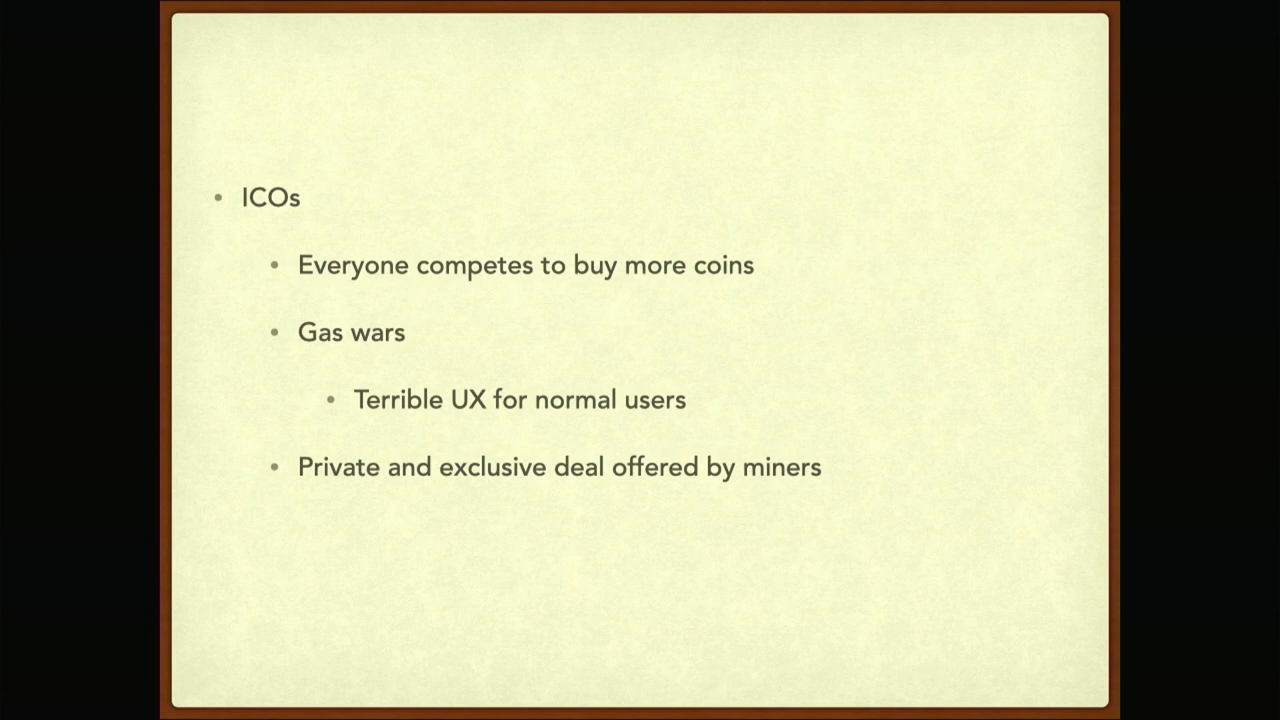 ICOs
Everyone competes to buy more coins
Gas wars
Terrible UX for normal users
Private and exclusive deal offered by miners